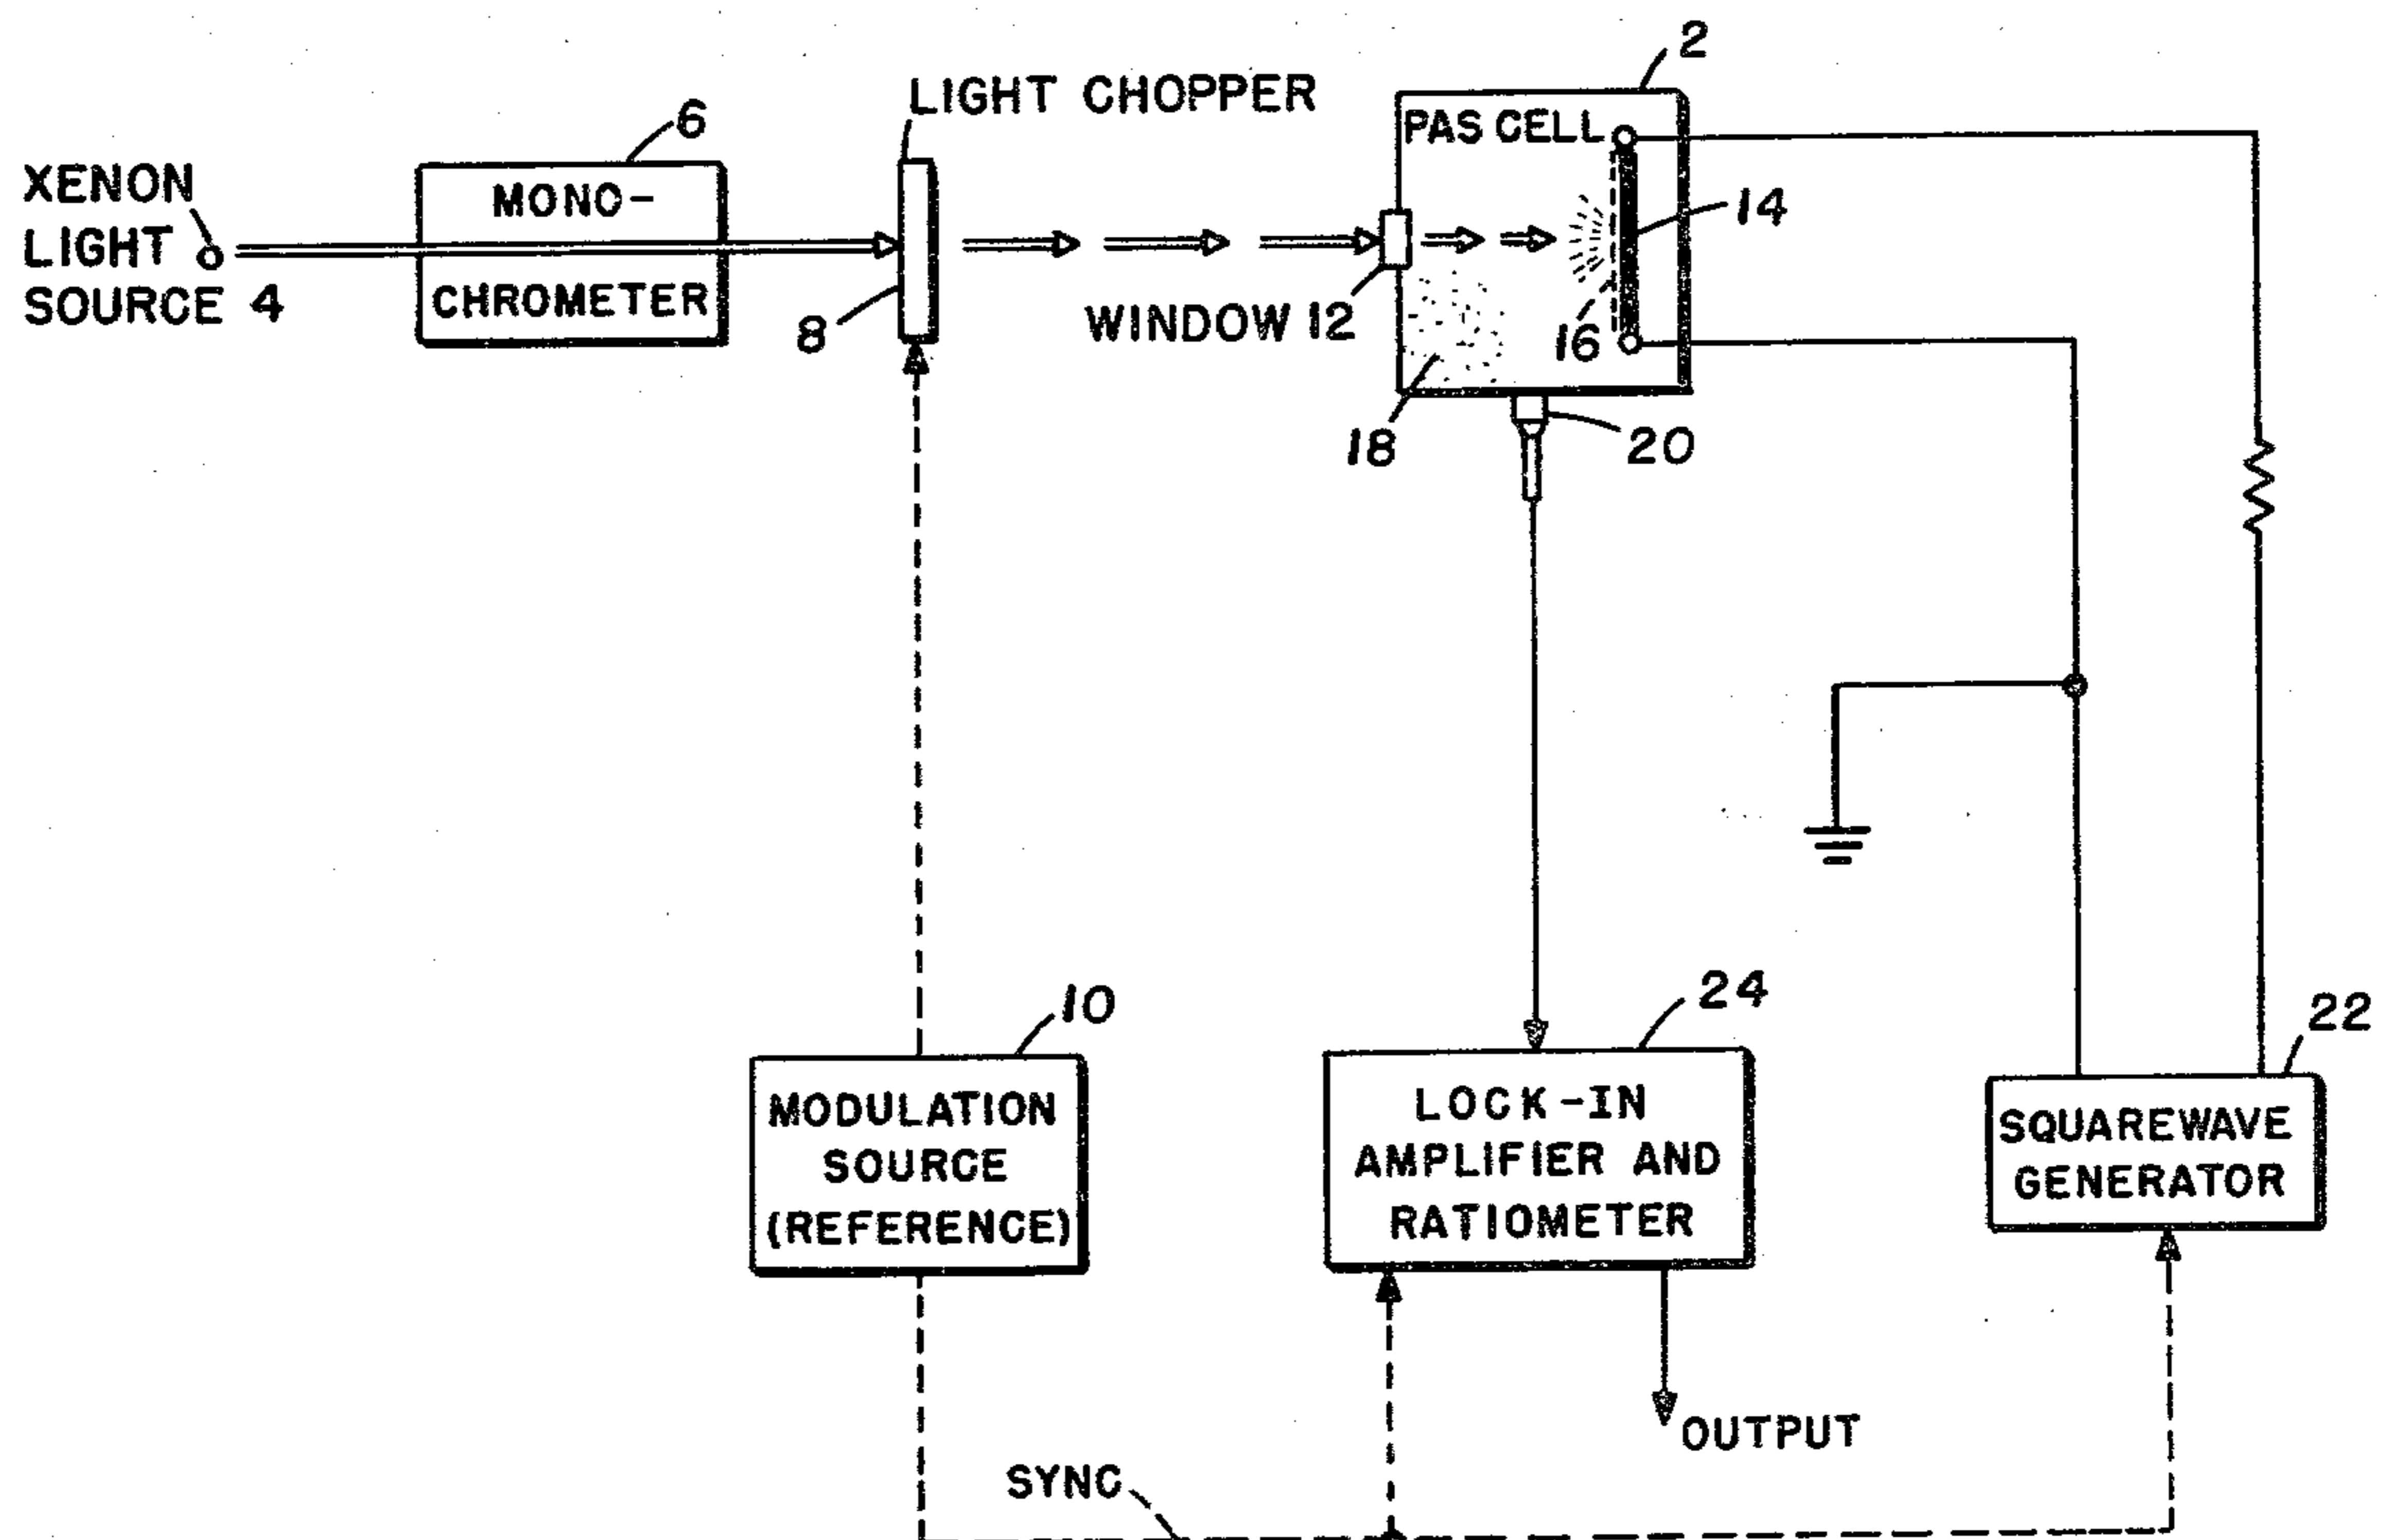 2
LIGHT CHOPPER
6
PAS CELL
XENON
LIGHT
SOURCE 4
MONO-
CHROMETER
14
8
WINDOW 12
16
18
20
10
24
22
MODULATION
SOURCE
(REFERENCE)
LOCK-IN
AMPLIFIER AND
RATIOMETER
SQUAREWAVE
GENERATOR
OUTPUT
SYNC